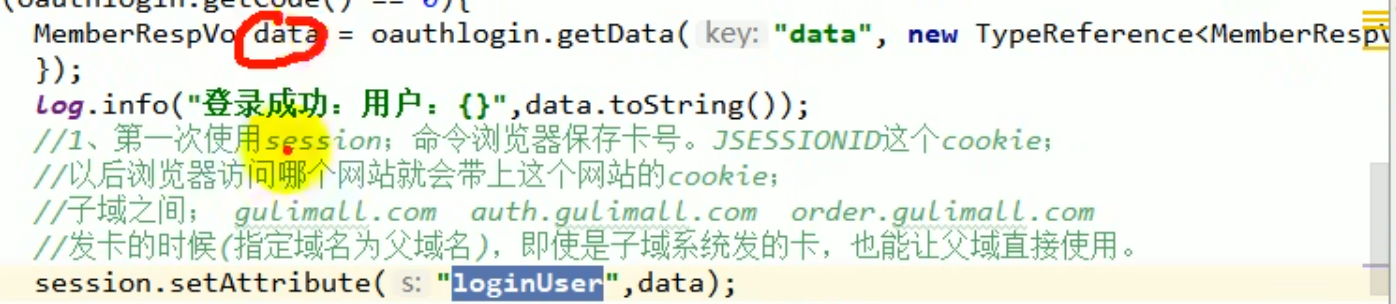 (oauthlogin.getCode() == 0){
MemberRespVo data = oauthlogin.getData( key: "data", new TypeReference<MemberRespV
});
log.info("登录成功：用户：{}",data.toString());
//1、第一次使用session；命令浏览器保存卡号。JSESSIONID这个cookie；
//以后浏览器访问哪个网站就会带上这个网站的cookie；
//子域之间； gulimall.com auth.gulimall.com order.gulimall.com
//发卡的时候(指定域名为父域名)，即使是子域系统发的卡，也能让父域直接使用。
session.setAttribute( s: "loginUser",data);